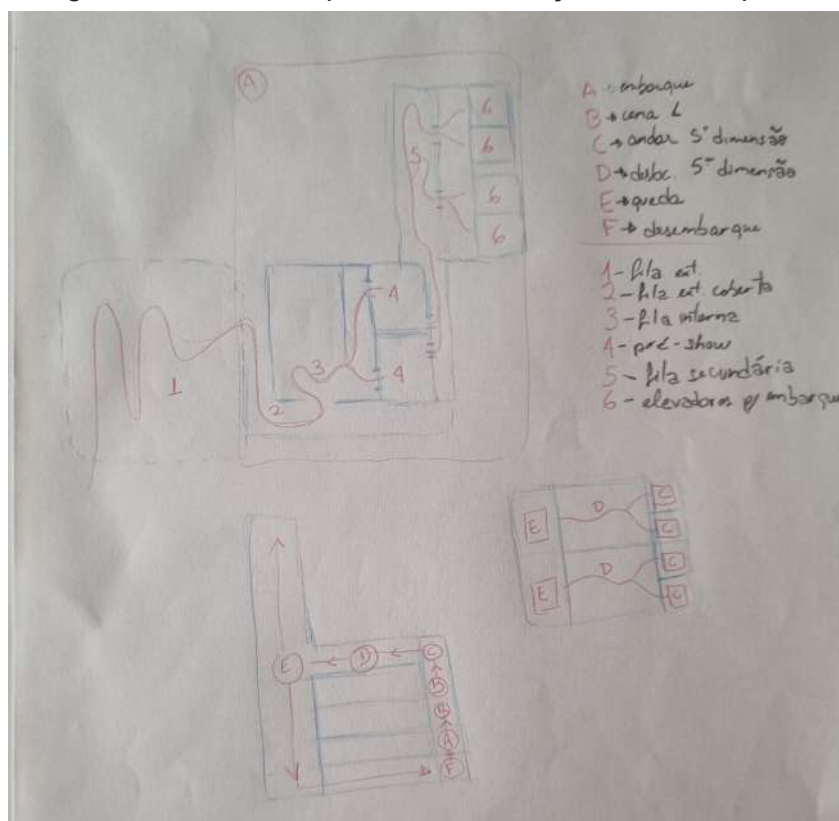 A
6
6
5
6
6
4
3
4
1
2
A → embarque
B → cena 1
C → andar 5ª dimensão
D → desloc. 5ª dimensão
E → queda
F → desembarque
1 - fila ext.
2 - fila ext. coberta
3 - fila interna
4 - pré-show
5 - fila secundária
6 - elevadores p/ embarque
E
D
C
C
E
D
C
C
E
D
C
B
B
A
F